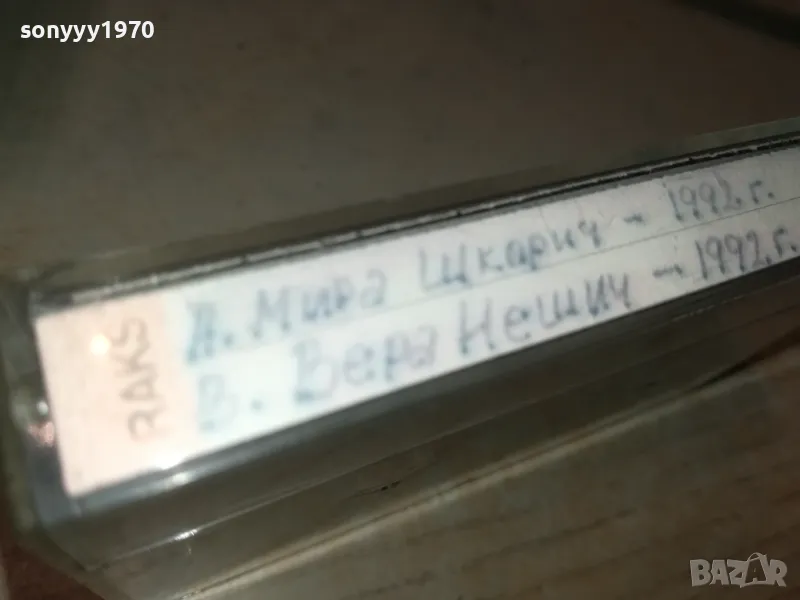 sonyyy1970
RAKS
A. Мира Шкарич - 1992.г.
B. Вера Нешич - 1992.г.
BAZAR